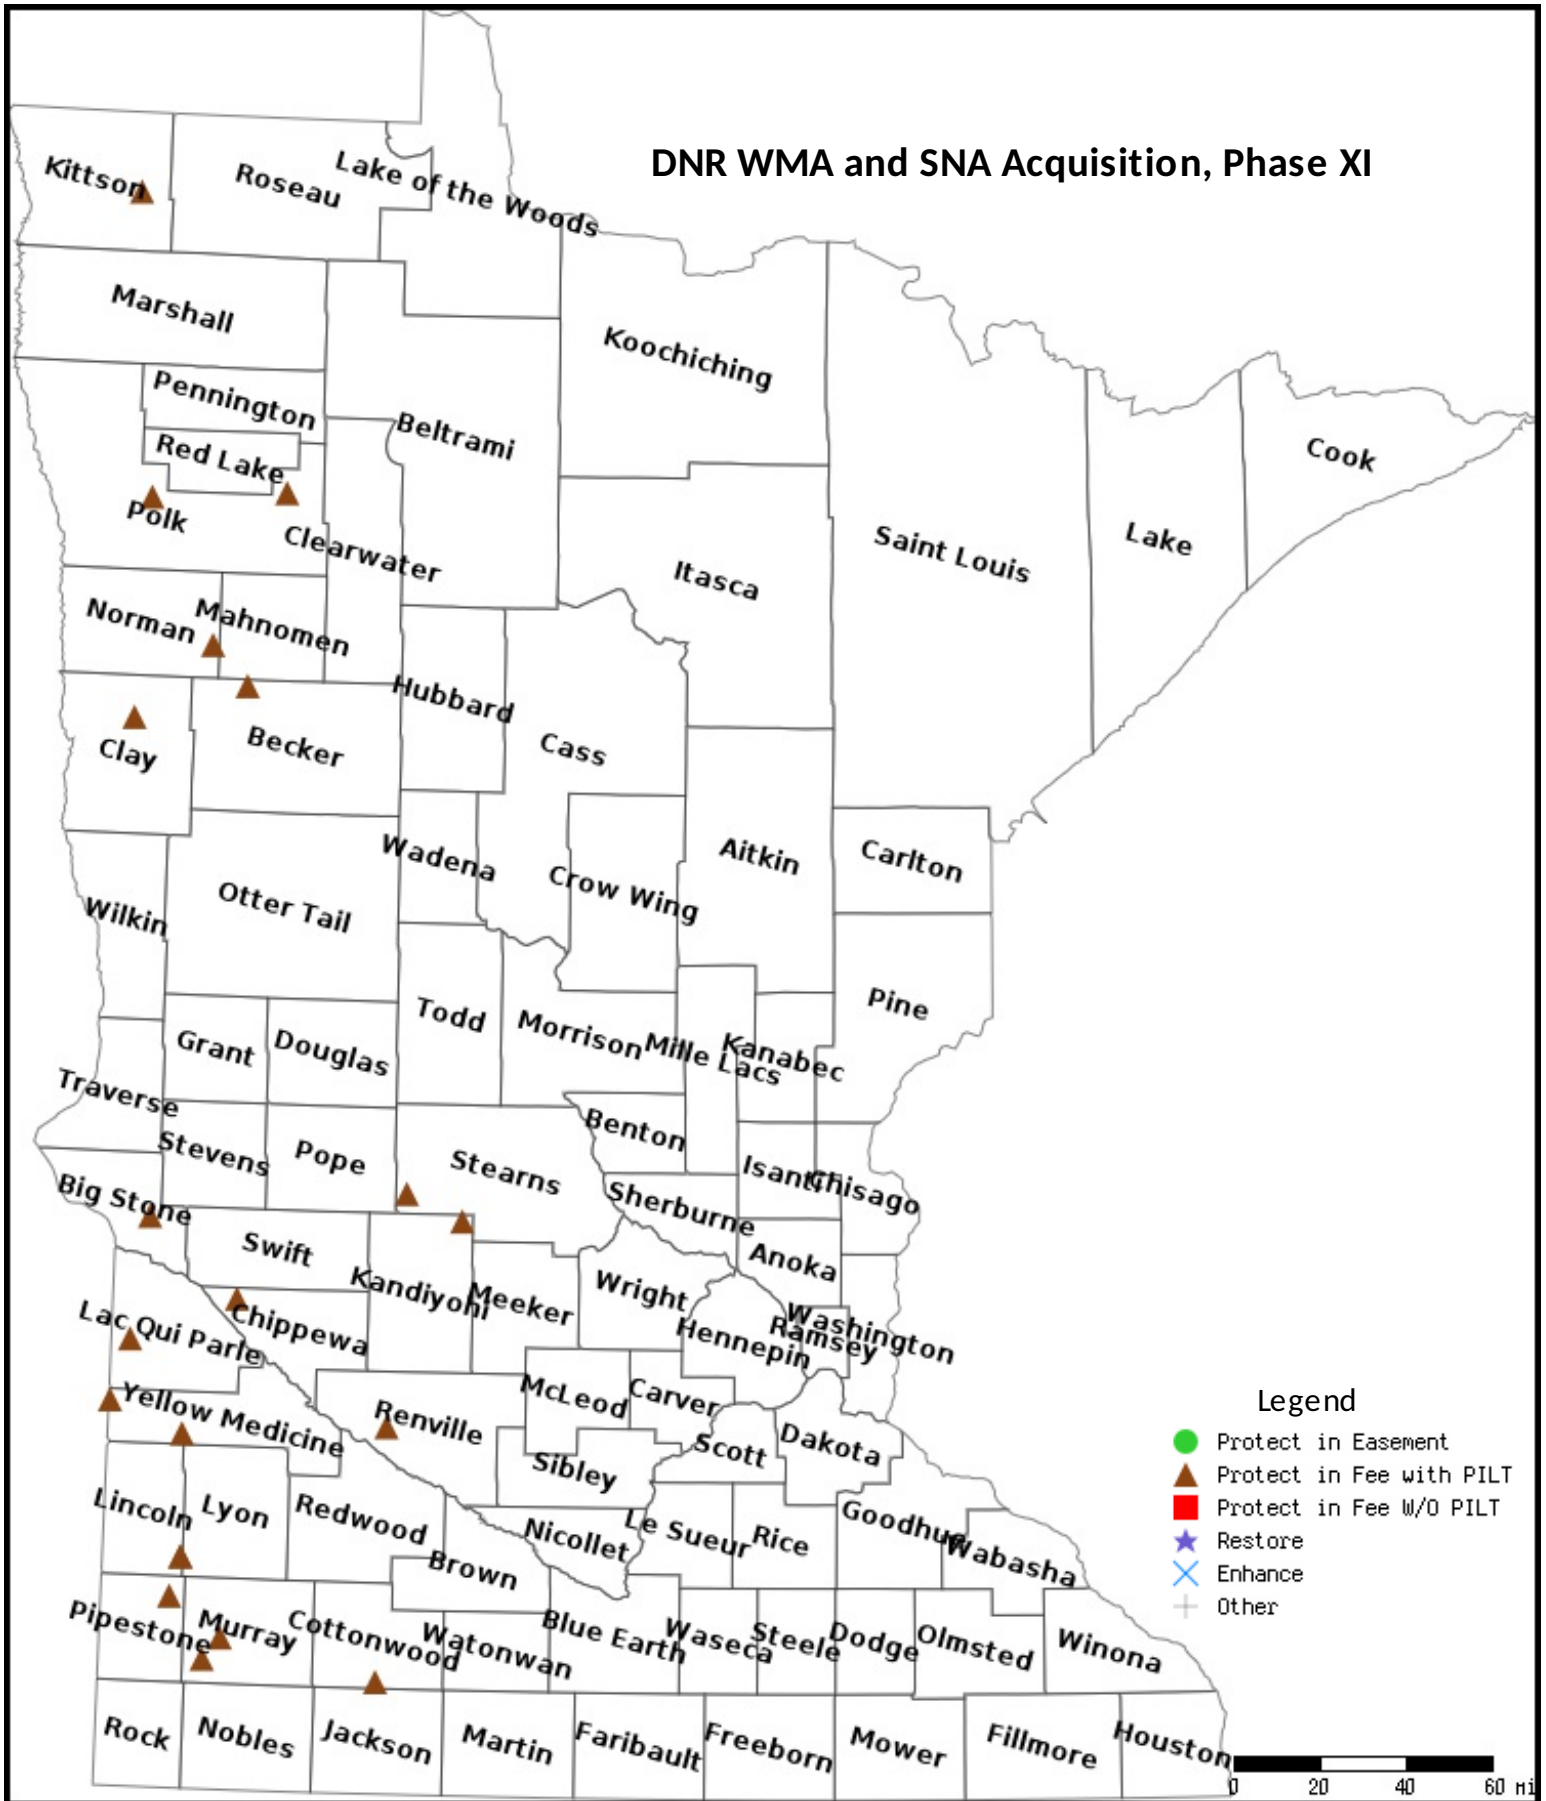 DNR WMA and SNA Acquisition, Phase XI
Kittson
Roseau
Lake of the Woods
Marshall
Koochiching
Pennington
Beltrami
Red Lake
Cook
Polk
Clearwater
Saint Louis
Lake
Itasca
Norman
Mahnomen
Hubbard
Clay
Becker
Cass
Wadena
Aitkin
Carlton
Otter Tail
Crow Wing
Wilkin
Pine
Todd
Morrison
Grant
Douglas
Mille Lacs
Kanabec
Traverse
Benton
Stevens
Pope
Stearns
Isanti
Chisago
Big Stone
Sherburne
Swift
Anoka
Kandiyohi
Meeker
Wright
Lac Qui Parle
Chippewa
Washington
Ramsey
Hennepin
Yellow Medicine
McLeod
Carver
Renville
Scott
Dakota
Sibley
Lincoln
Lyon
Redwood
Nicollet
Le Sueur
Rice
Goodhue
Wabasha
Brown
Pipestone
Murray
Cottonwood
Watonwan
Blue Earth
Waseca
Steele
Dodge
Olmsted
Winona
Rock
Nobles
Jackson
Martin
Faribault
Freeborn
Mower
Fillmore
Houston
Legend
Protect in Easement
Protect in Fee with PILT
Protect in Fee W/O PILT
Restore
Enhance
Other
0 20 40 60 mi